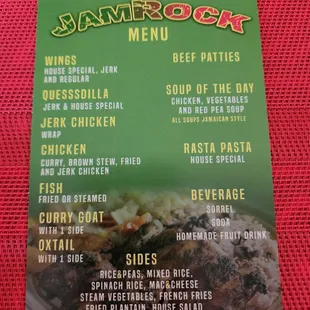 JAMROCK
MENU
WINGS
HOUSE SPECIAL, JERK
AND REGULAR
QUESSSDILLA
JERK & HOUSE SPECIAL
JERK CHICKEN
WRAP
CHICKEN
CURRY, BROWN STEW, FRIED
AND JERK CHICKEN
FISH
FRIED OR STEAMED
CURRY GOAT
WITH 1 SIDE
OXTAIL
WITH 1 SIDE
BEEF PATTIES
SOUP OF THE DAY
CHICKEN, VEGETABLES
AND RED PEA SOUP
ALL SOUPS JAMAICAN STYLE
RASTA PASTA
HOUSE SPECIAL
BEVERAGE
SORREL
SODA
HOMEMADE FRUIT DRINK
SIDES
RICE&PEAS, MIXED RICE,
SPINACH RICE, MAC&CHEESE
STEAM VEGETABLES, FRENCH FRIES
FRIED PLANTAIN, HOUSE SALAD